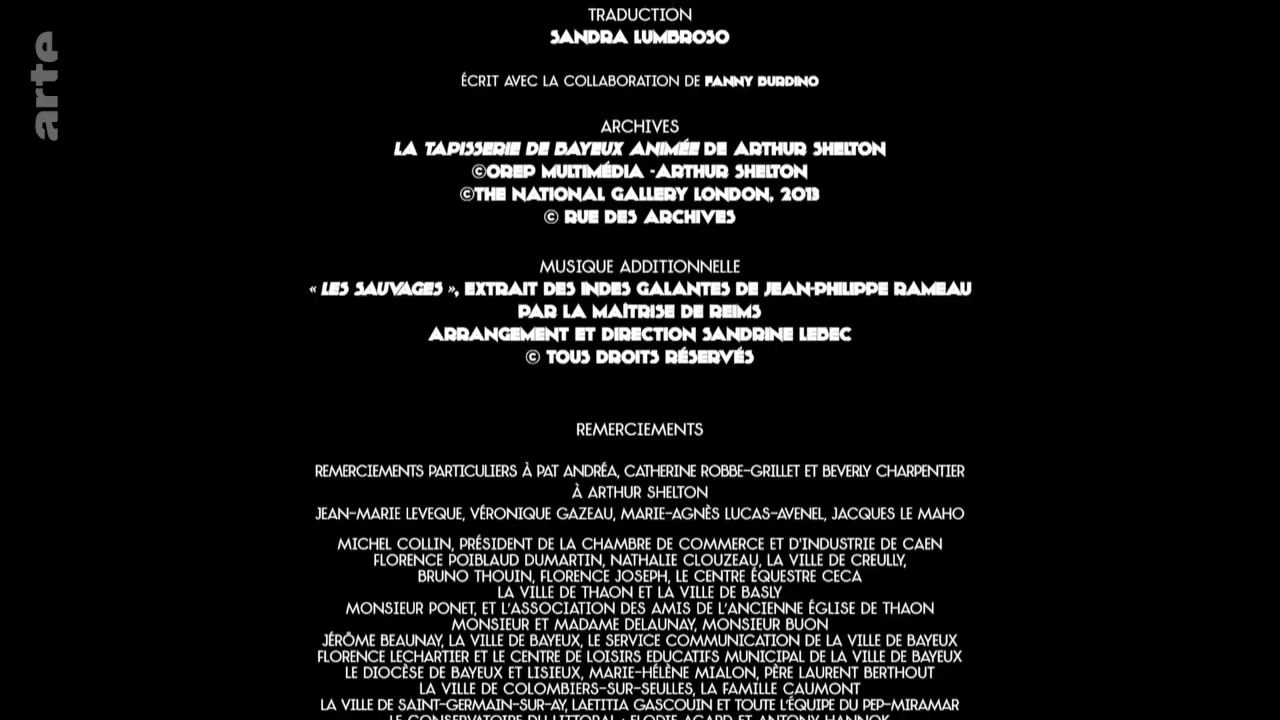 arte
TRADUCTION
SANDRA LUMBROSO
ÉCRIT AVEC LA COLLABORATION DE FANNY BURDINO
ARCHIVES
LA TAPISSERIE DE BAYEUX ANIMÉE DE ARTHUR SHELTON
©OREP MULTIMÉDIA -ARTHUR SHELTON
©THE NATIONAL GALLERY LONDON, 2013
© RUE DES ARCHIVES
MUSIQUE ADDITIONNELLE
« LES SAUVAGES », EXTRAIT DES INDES GALANTES DE JEAN-PHILIPPE RAMEAU
PAR LA MAÎTRISE DE REIMS
ARRANGEMENT ET DIRECTION SANDRINE LEBEC
© TOUS DROITS RÉSERVÉS
REMERCIEMENTS
REMERCIEMENTS PARTICULIERS À PAT ANDRÉA, CATHERINE ROBBE-GRILLET ET BEVERLY CHARPENTIER
À ARTHUR SHELTON
JEAN-MARIE LEVEQUE, VÉRONIQUE GAZEAU, MARIE-AGNÈS LUCAS-AVENEL, JACQUES LE MAHO
MICHEL COLLIN, PRÉSIDENT DE LA CHAMBRE DE COMMERCE ET D'INDUSTRIE DE CAEN
FLORENCE POIBLAUD DUMARTIN, NATHALIE CLOUZEAU, LA VILLE DE CREULLY,
BRUNO THOUIN, FLORENCE JOSEPH, LE CENTRE ÉQUESTRE CECA
LA VILLE DE THAON ET LA VILLE DE BASLY
MONSIEUR PONET, ET L'ASSOCIATION DES AMIS DE L'ANCIENNE ÉGLISE DE THAON
MONSIEUR ET MADAME DELAUNAY, MONSIEUR BUON
JÉRÔME BEAUNAY, LA VILLE DE BAYEUX, LE SERVICE COMMUNICATION DE LA VILLE DE BAYEUX
FLORENCE LECHARTIER ET LE CENTRE DE LOISIRS EDUCATIFS MUNICIPAL DE LA VILLE DE BAYEUX
LE DIOCÈSE DE BAYEUX ET LISIEUX, MARIE-HÉLÈNE MIALON, PÈRE LAURENT BERTHOUT
LA VILLE DE COLOMBIERS-SUR-SEULLES, LA FAMILLE CAUMONT
LA VILLE DE SAINT-GERMAIN-SUR-AY, LAETITIA GASCOUIN ET TOUTE L'ÉQUIPE DU PEP-MIRAMAR
LE CONSERVATOIRE DU LITTORAL : ELODIE AGARD ET ANTONY HANNOK